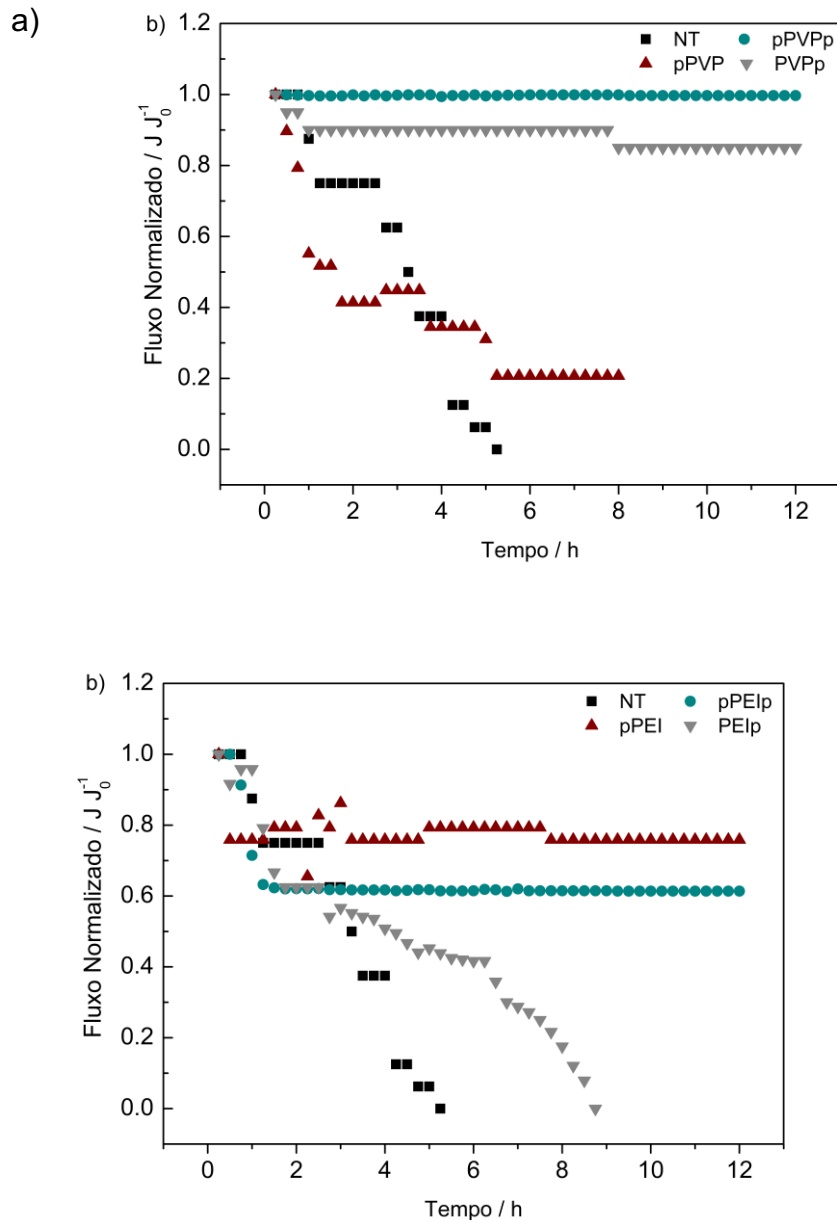 a)
b)
NT
pPVPp
pPVP
PVPp
1.2
1.0
0.8
0.6
0.4
0.2
0.0
Fluxo Normalizado / J J₀⁻¹
0 2 4 6 8 10 12
Tempo / h
b)
NT
pPEIp
pPEI
PEIp
1.2
1.0
0.8
0.6
0.4
0.2
0.0
Fluxo Normalizado / J J₀⁻¹
0 2 4 6 8 10 12
Tempo / h